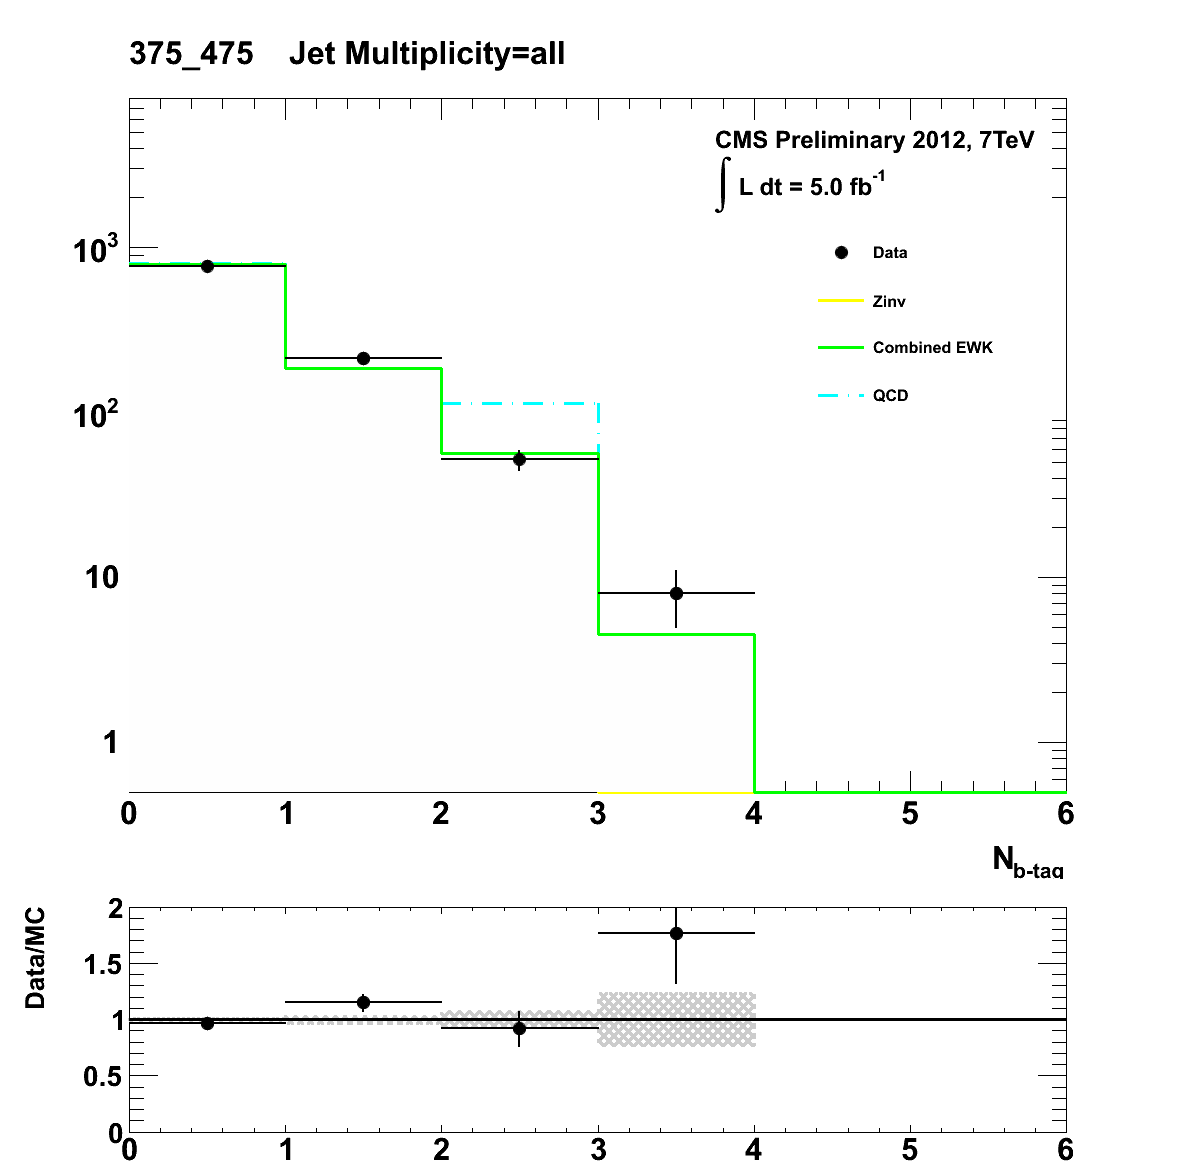 375_475 Jet Multiplicity=all
CMS Preliminary 2012, 7TeV
∫ L dt = 5.0 fb⁻¹
Data
Zinv
Combined EWK
QCD
10³
10²
10
1
0 1 2 3 4 5 6
N_b-tag
Data/MC
2
1.5
1
0.5
0
0 1 2 3 4 5 6